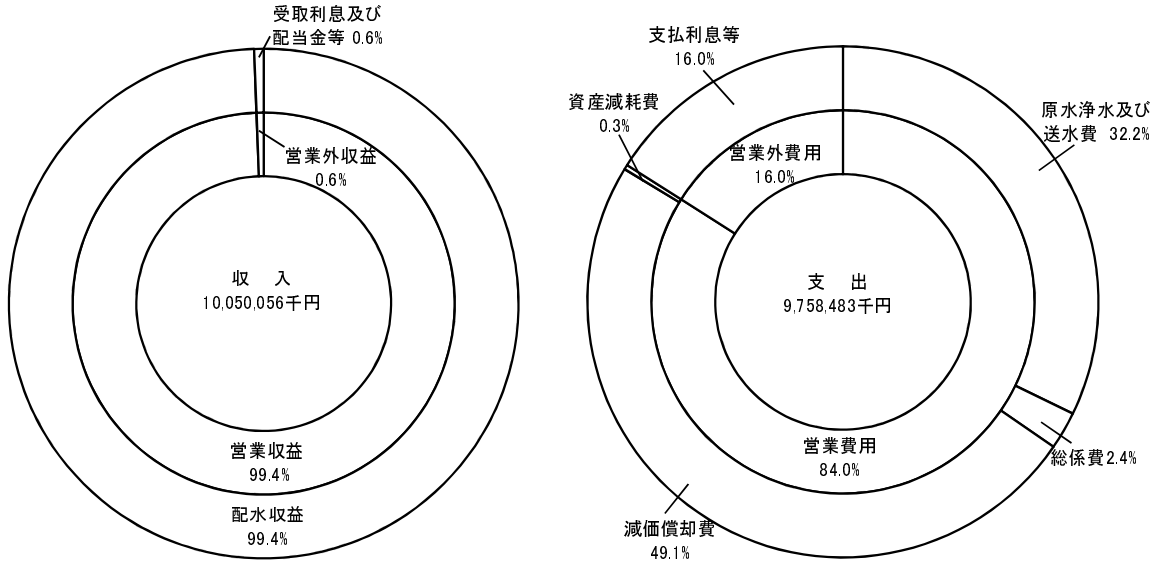 受取利息及び
配当金等 0.6%
営業外収益
0.6%
収 入
10,050,056千円
営業収益
99.4%
配水収益
99.4%
支払利息等
16.0%
資産減耗費
0.3%
営業外費用
16.0%
原水浄水及び
送水費 32.2%
支 出
9,758,483千円
営業費用
84.0%
総係費2.4%
減価償却費
49.1%